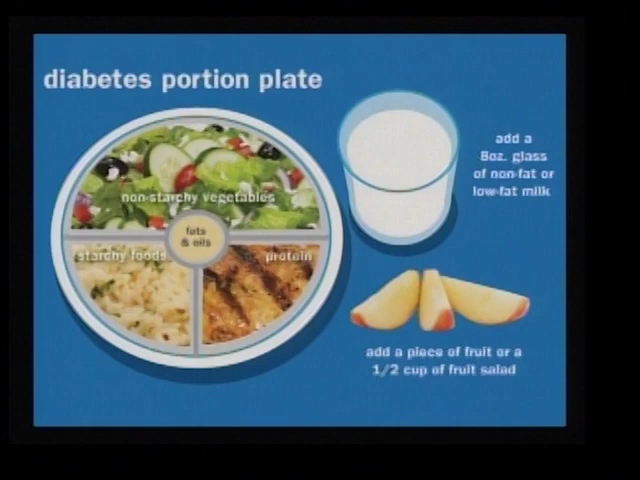 diabetes portion plate
add a
8oz. glass
of non-fat or
low-fat milk
non-starchy vegetables
fats
& oils
starchy foods
protein
add a piece of fruit or a
1/2 cup of fruit salad